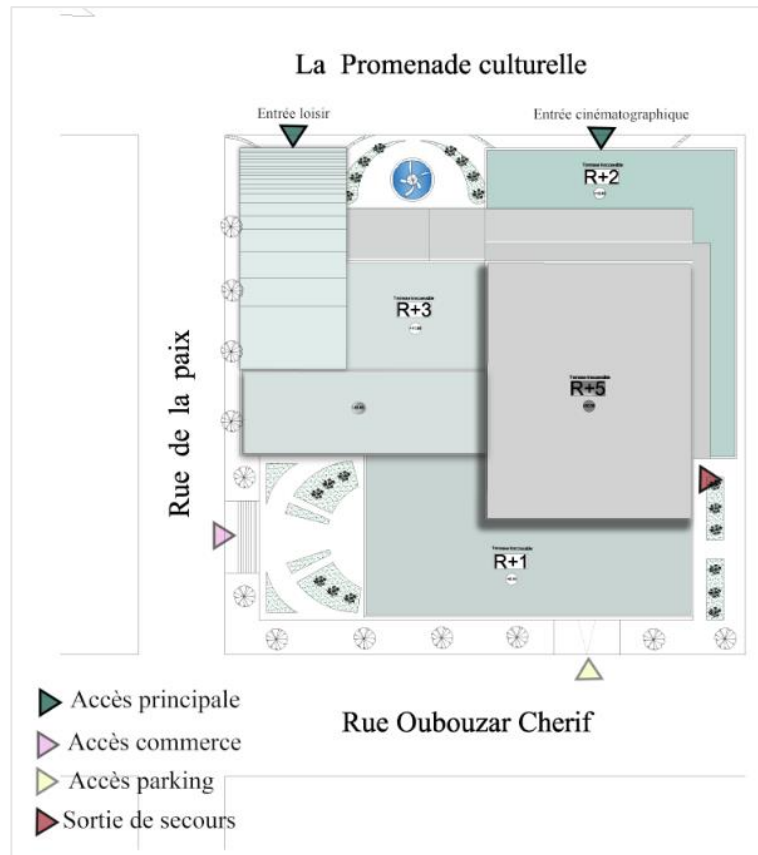 La Promenade culturelle
Entrée loisir
Entrée cinématographique
R+2
R+3
Rue de la paix
R+5
R+1
Accès principale
Accès commerce
Accès parking
Sortie de secours
Rue Oubouzar Cherif